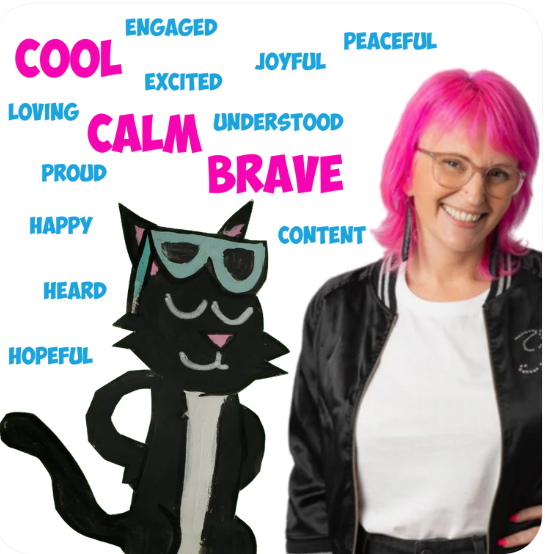 ENGAGED
PEACEFUL
COOL
JOYFUL
EXCITED
LOVING
CALM
UNDERSTOOD
PROUD
BRAVE
HAPPY
CONTENT
HEARD
HOPEFUL